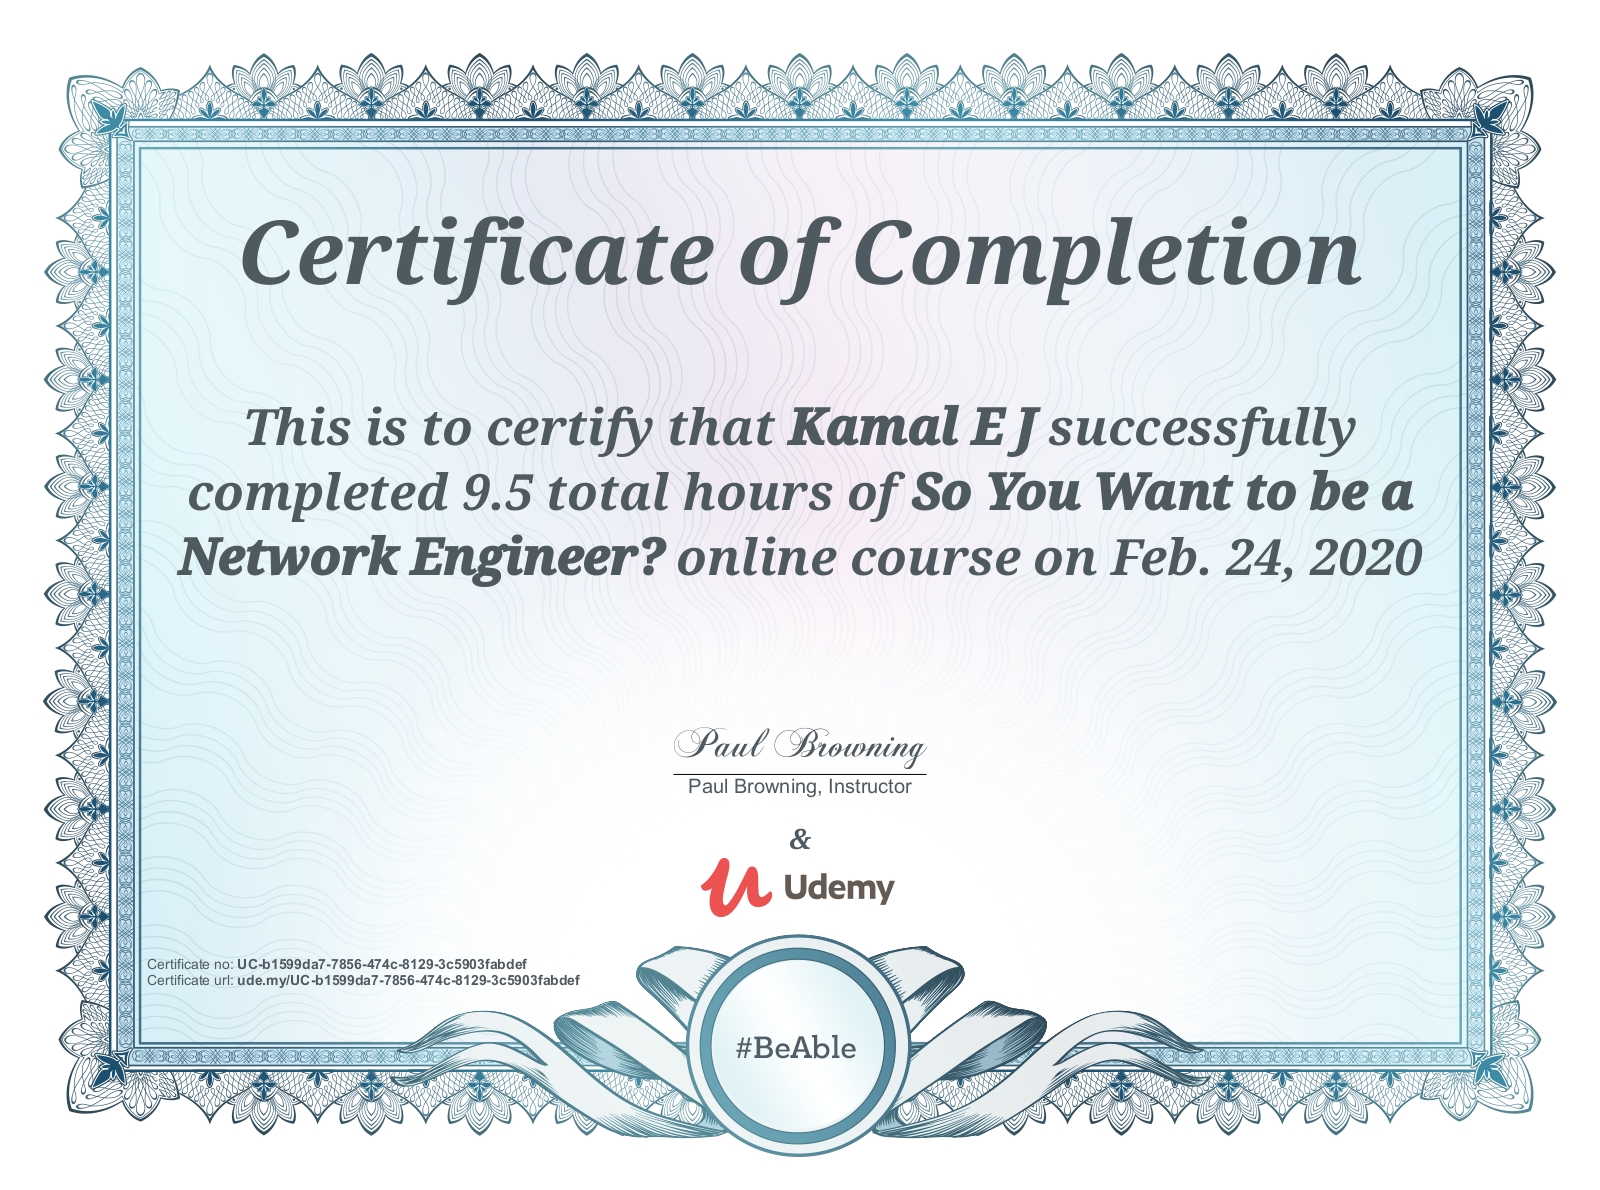 Certificate of Completion
This is to certify that Kamal E J successfully
completed 9.5 total hours of So You Want to be a
Network Engineer? online course on Feb. 24, 2020
Paul Browning
Paul Browning, Instructor
&
Udemy
Certificate no: UC-b1599da7-7856-474c-8129-3c5903fabdef
Certificate url: ude.my/UC-b1599da7-7856-474c-8129-3c5903fabdef
#BeAble